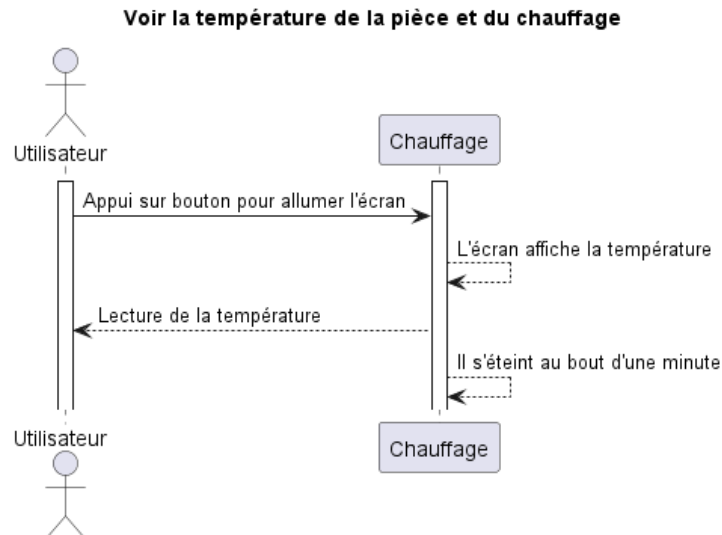 Voir la température de la pièce et du chauffage
Utilisateur
Chauffage
Appui sur bouton pour allumer l'écran
L'écran affiche la température
Lecture de la température
Il s'éteint au bout d'une minute
Utilisateur
Chauffage